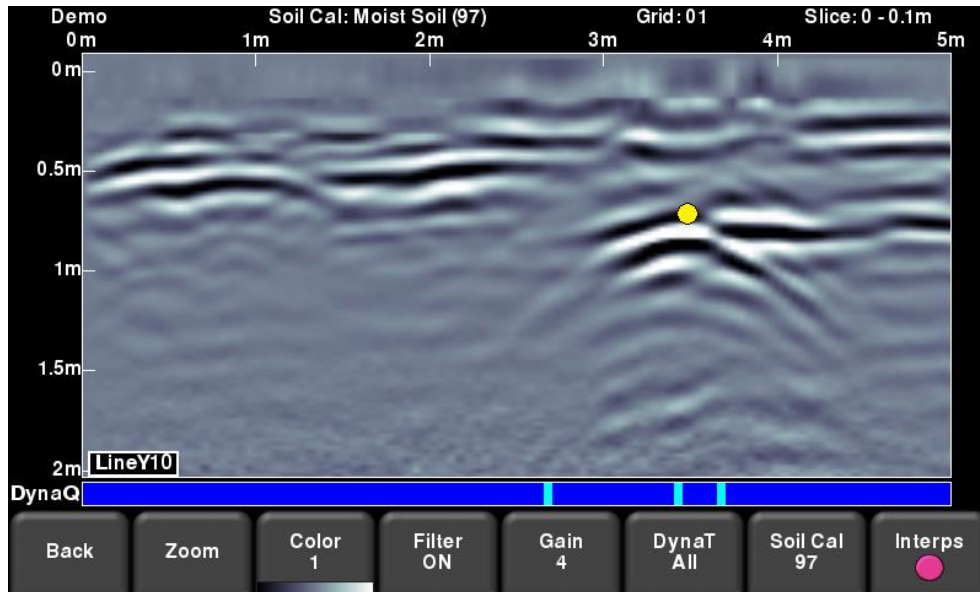 Demo Soil Cal: Moist Soil (97) Grid: 01 Slice: 0 - 0.1m
0m 1m 2m 3m 4m 5m
0m
0.5m
1m
1.5m
2m
LineY10
DynaQ
Back Zoom Color Filter Gain DynaT Soil Cal Interps
1 ON 4 All 97